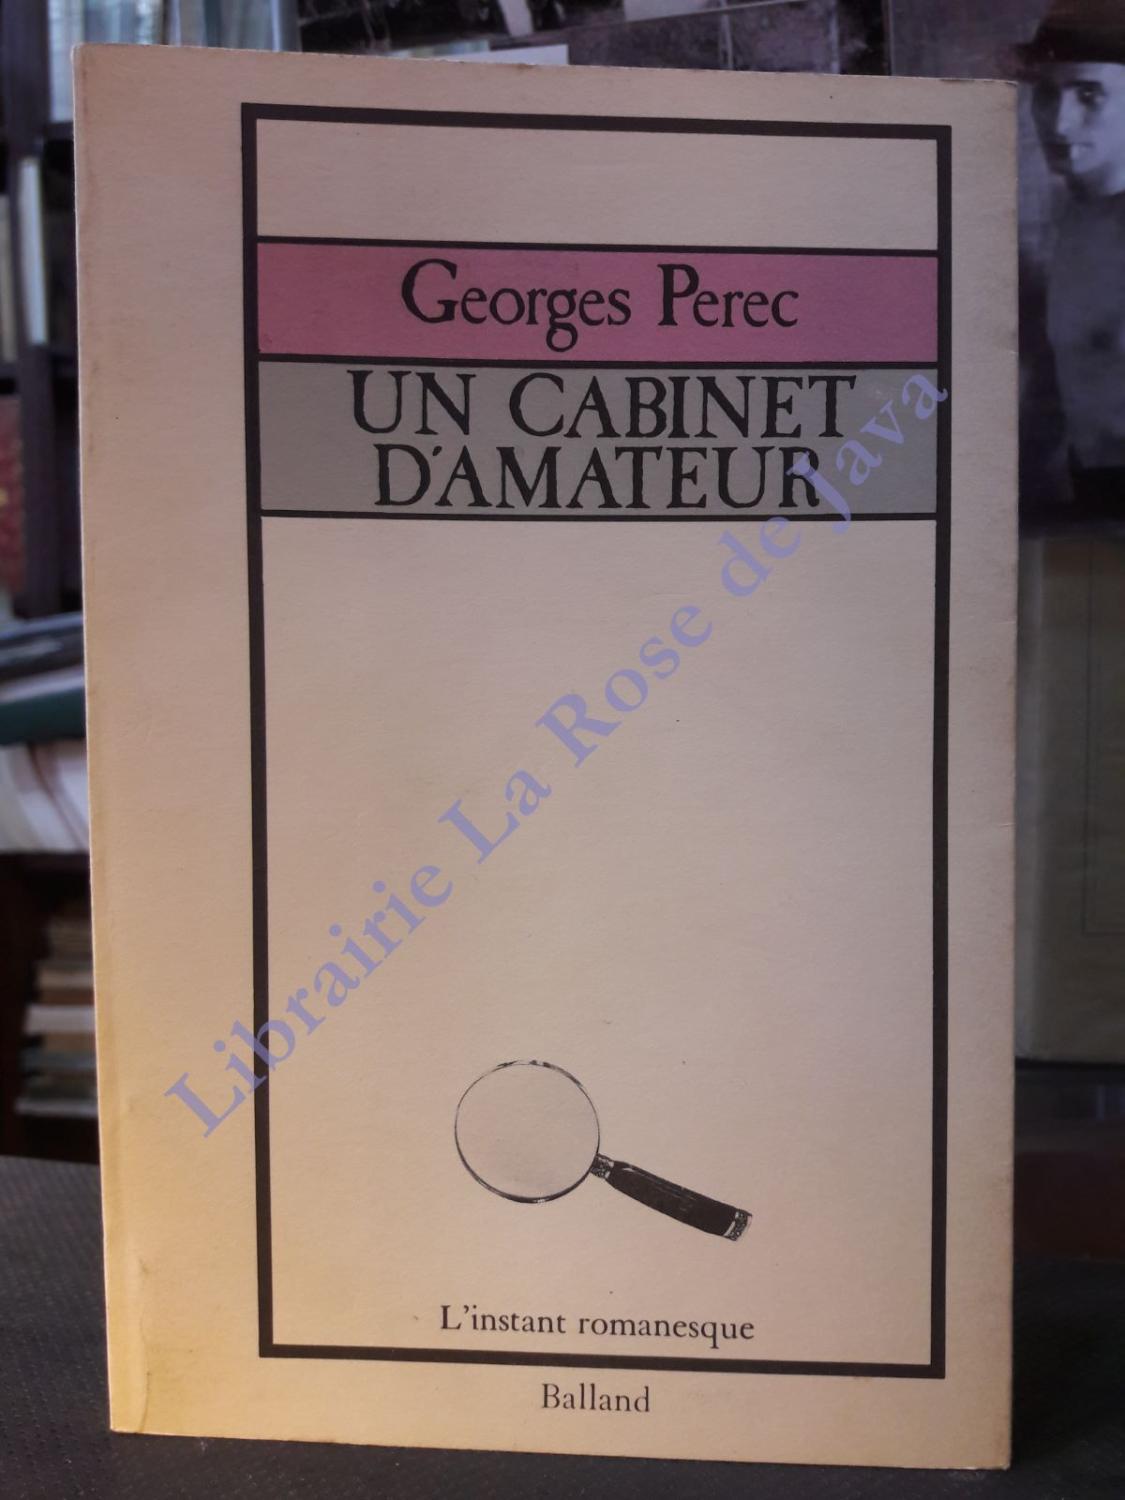 Georges Perec
UN CABINET
D'AMATEUR
Librairie La Rose de Java
L'instant romanesque
Balland